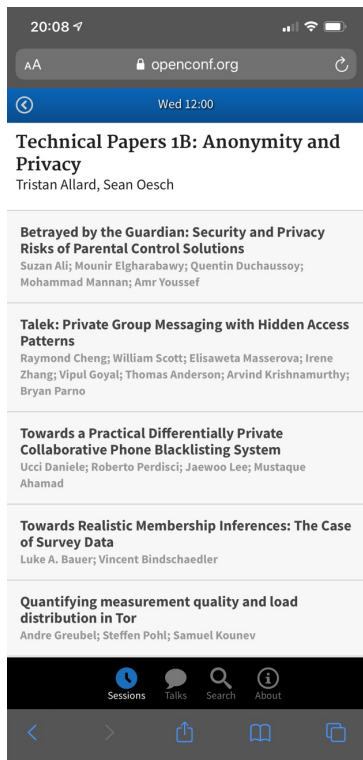 20:08
AA openconf.org
Wed 12:00
Technical Papers 1B: Anonymity and
Privacy
Tristan Allard, Sean Oesch
Betrayed by the Guardian: Security and Privacy
Risks of Parental Control Solutions
Suzan Ali; Mounir Elgharabawy; Quentin Duchaussoy;
Mohammad Mannan; Amr Youssef
Talek: Private Group Messaging with Hidden Access
Patterns
Raymond Cheng; William Scott; Elisaweta Masserova; Irene
Zhang; Vipul Goyal; Thomas Anderson; Arvind Krishnamurthy;
Bryan Parno
Towards a Practical Differentially Private
Collaborative Phone Blacklisting System
Ucci Daniele; Roberto Perdisci; Jaewoo Lee; Mustaque
Ahamad
Towards Realistic Membership Inferences: The Case
of Survey Data
Luke A. Bauer; Vincent Bindschaedler
Quantifying measurement quality and load
distribution in Tor
Andre Greubel; Steffen Pohl; Samuel Kounev
Sessions Talks Search About